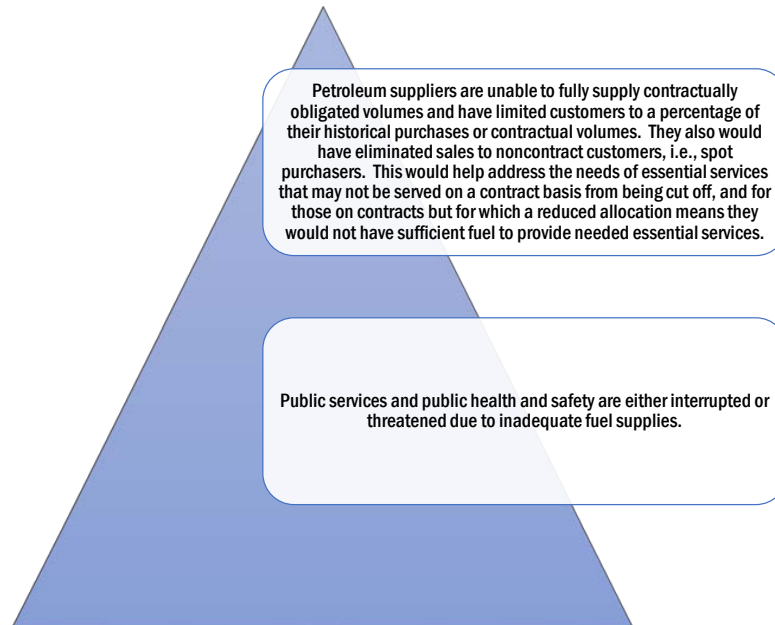 Petroleum suppliers are unable to fully supply contractually
obligated volumes and have limited customers to a percentage of
their historical purchases or contractual volumes. They also would
have eliminated sales to noncontract customers, i.e., spot
purchasers. This would help address the needs of essential services
that may not be served on a contract basis from being cut off, and for
those on contracts but for which a reduced allocation means they
would not have sufficient fuel to provide needed essential services.
Public services and public health and safety are either interrupted or
threatened due to inadequate fuel supplies.